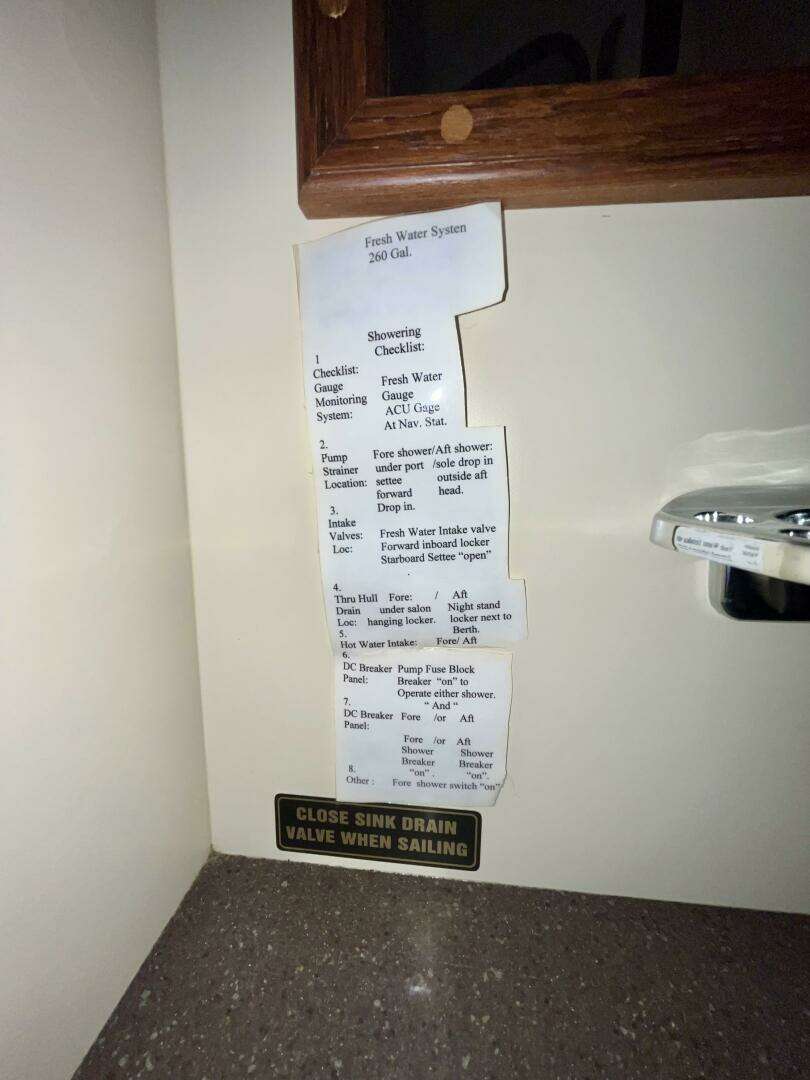 Fresh Water Systen
260 Gal.
Showering
Checklist:
1
Checklist:
Gauge Fresh Water
Monitoring Gauge
System: ACU Gage
At Nav. Stat.
2.
Pump Fore shower/Aft shower:
Strainer under port /sole drop in
Location: settee outside aft
forward head.
Drop in.
3.
Intake
Valves: Fresh Water Intake valve
Loc: Forward inboard locker
Starboard Settee “open”
4.
Thru Hull Fore: / Aft
Drain under salon Night stand
Loc: hanging locker. locker next to
5. Berth.
Hot Water Intake: Fore/ Aft
6.
DC Breaker Pump Fuse Block
Panel: Breaker “on” to
Operate either shower.
7. “ And “
DC Breaker Fore /or Aft
Panel:
Fore /or Aft
Shower Shower
Breaker Breaker
8. “on” . “on”.
Other : Fore shower switch “on”
CLOSE SINK DRAIN
VALVE WHEN SAILING